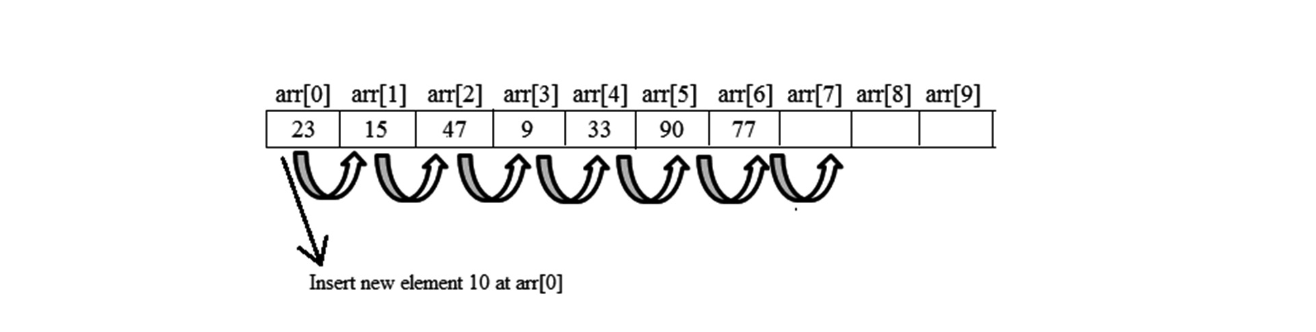 arr[0] arr[1] arr[2] arr[3] arr[4] arr[5] arr[6] arr[7] arr[8] arr[9]
23 15 47 9 33 90 77
Insert new element 10 at arr[0]